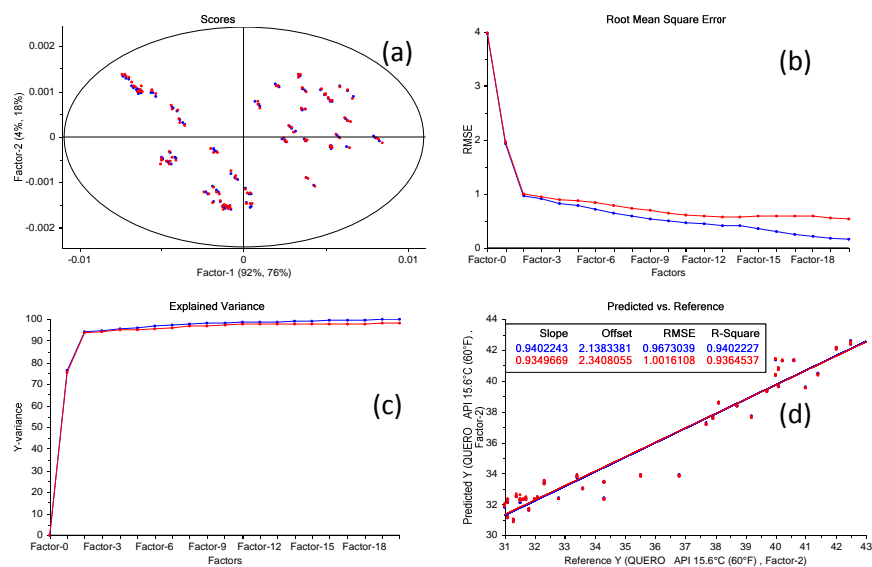 Scores
(a)
0.002
0.001
0
-0.001
-0.002
Factor-2 (4%, 18%)
-0.01
0
0.01
Factor-1 (92%, 76%)
Root Mean Square Error
(b)
4
3
2
1
0
RMSE
Factor-0 Factor-3 Factor-6 Factor-9 Factor-12 Factor-15 Factor-18
Factors
Explained Variance
(c)
100
90
80
70
60
50
40
30
20
10
0
Y-variance
Factor-0 Factor-3 Factor-6 Factor-9 Factor-12 Factor-15 Factor-18
Factors
Predicted vs. Reference
Slope Offset RMSE R-Square
0.9402243 2.1383381 0.9673039 0.9402227
0.9349669 2.3408055 1.0016108 0.9364537
(d)
44
42
40
38
36
34
32
30
Predicted Y (QUERO API 15.6°C (60°F) ,
Factor-2)
31 32 33 34 35 36 37 38 39 40 41 42 43
Reference Y (QUERO API 15.6°C (60°F) , Factor-2)